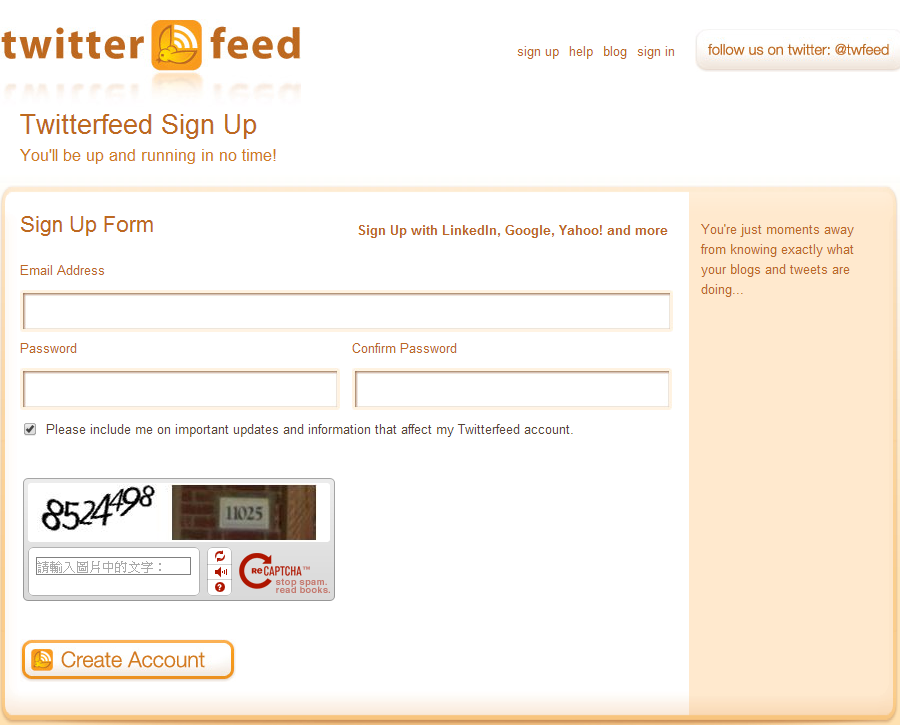 twitter feed
sign up help blog sign in
follow us on twitter: @twfeed
Twitterfeed Sign Up
You'll be up and running in no time!
Sign Up Form
Sign Up with LinkedIn, Google, Yahoo! and more
You're just moments away
from knowing exactly what
your blogs and tweets are
doing...
Email Address
Password
Confirm Password
Please include me on important updates and information that affect my Twitterfeed account.
8524498
11025
請輸入圖片中的文字：
reCAPTCHA™
stop spam.
read books.
Create Account